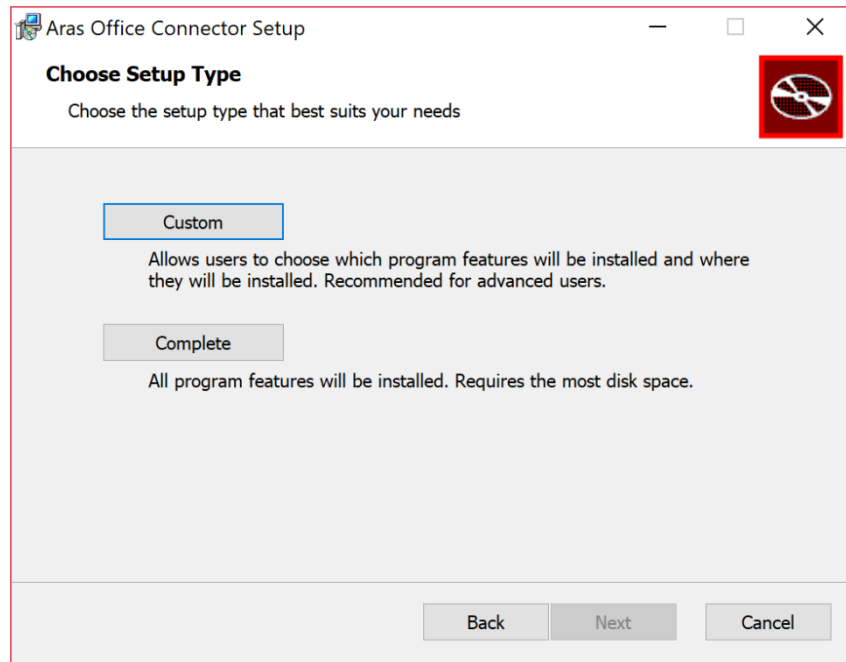 Aras Office Connector Setup
Choose Setup Type
Choose the setup type that best suits your needs
Custom
Allows users to choose which program features will be installed and where
they will be installed. Recommended for advanced users.
Complete
All program features will be installed. Requires the most disk space.
Back Next Cancel